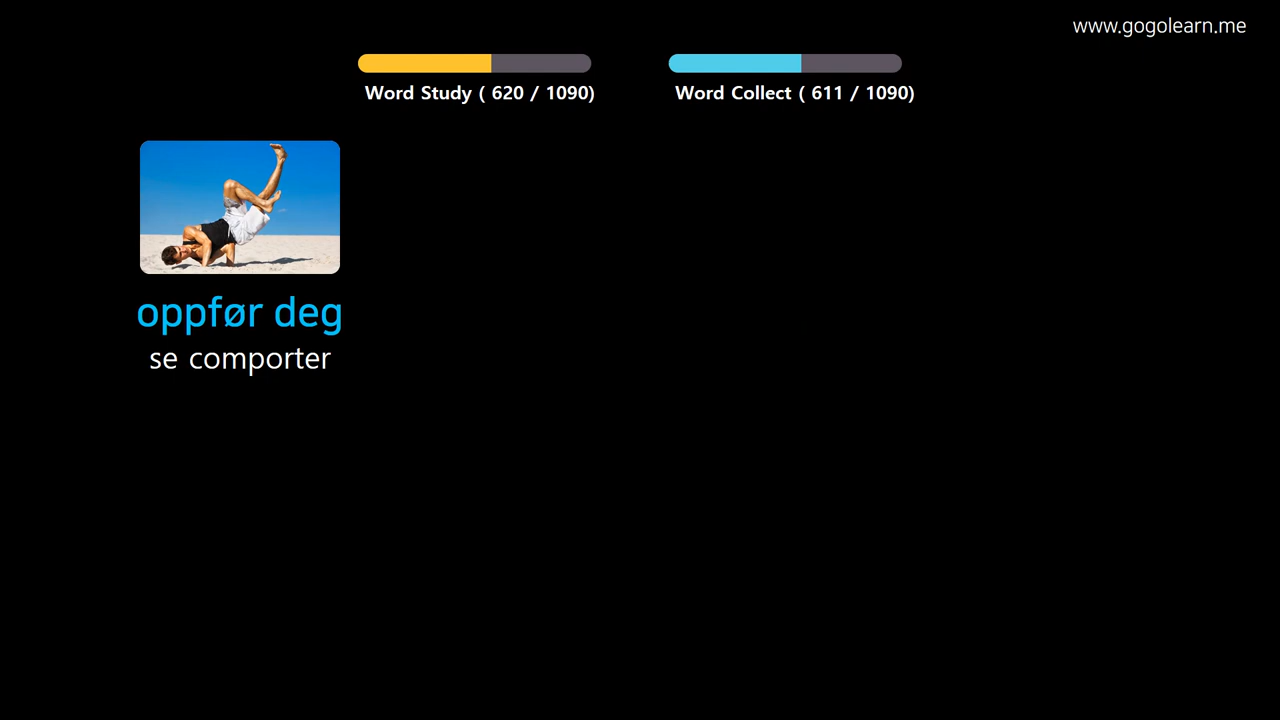 www.gogolearn.me
Word Study ( 620 / 1090)
Word Collect ( 611 / 1090)
oppfør deg
se comporter